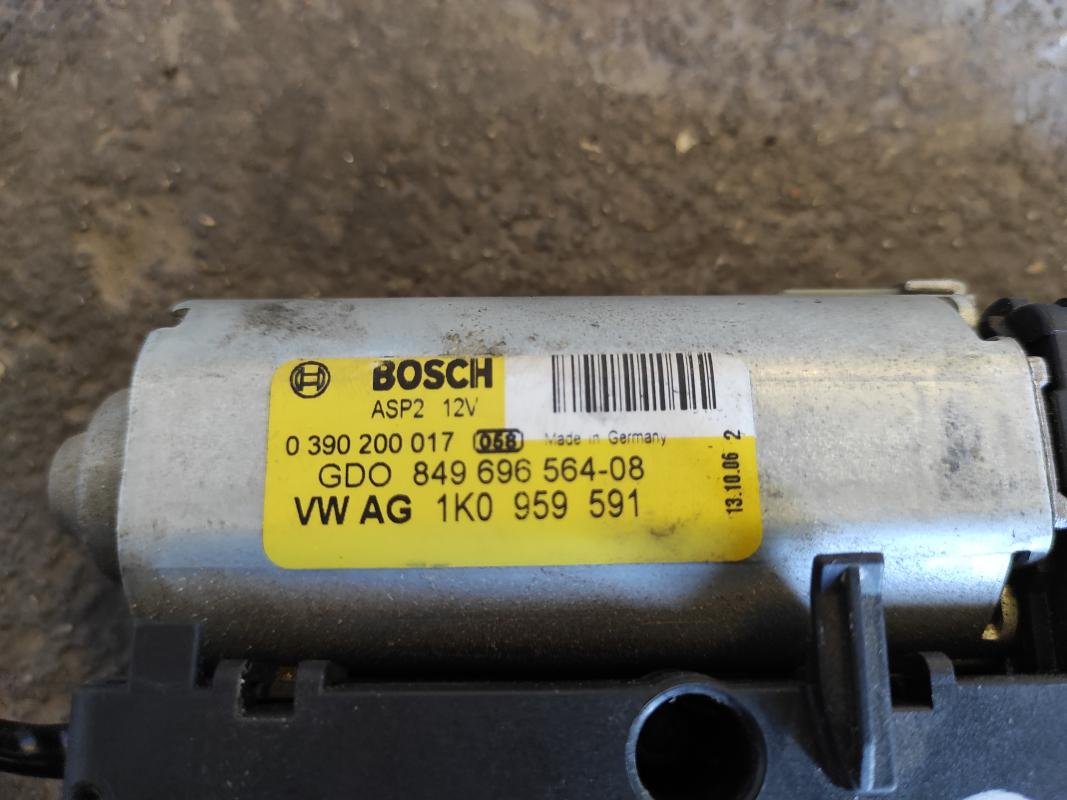 BOSCH
ASP2 12V
0 390 200 017 058 Made in Germany
GDO 849 696 564-08
VW AG 1K0 959 591
13.10.06 2